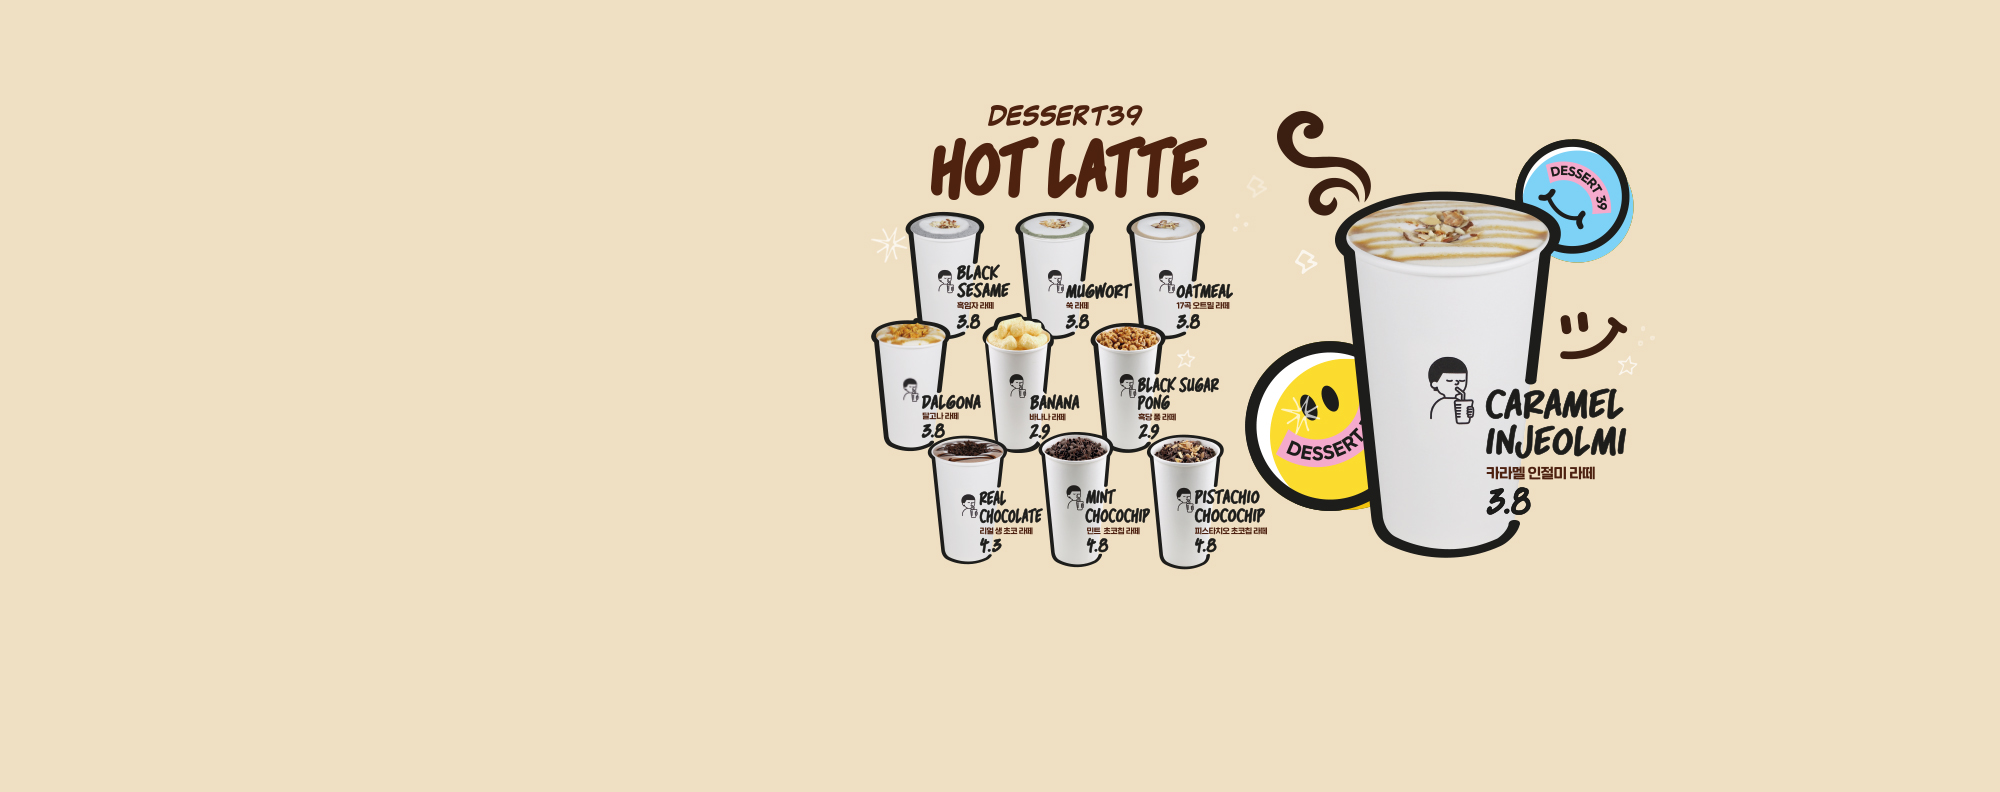 DESSERT39
HOT LATTE
BLACK
SESAME
흑임자 라떼
3.8
MUGWORT
쑥 라떼
3.8
OATMEAL
17곡 오트밀 라떼
3.8
DALGONA
달고나 라떼
3.8
BANANA
바나나 라떼
2.9
BLACK SUGAR
PONG
흑당 퐁 라떼
2.9
REAL
CHOCOLATE
리얼 생 초코 라떼
4.3
MINT
CHOCOCHIP
민트 초코칩 라떼
4.8
PISTACHIO
CHOCOCHIP
피스타치오 초코칩 라떼
4.8
DESSERT 39
DESSERT
CARAMEL
INJEOLMI
카라멜 인절미 라떼
3.8